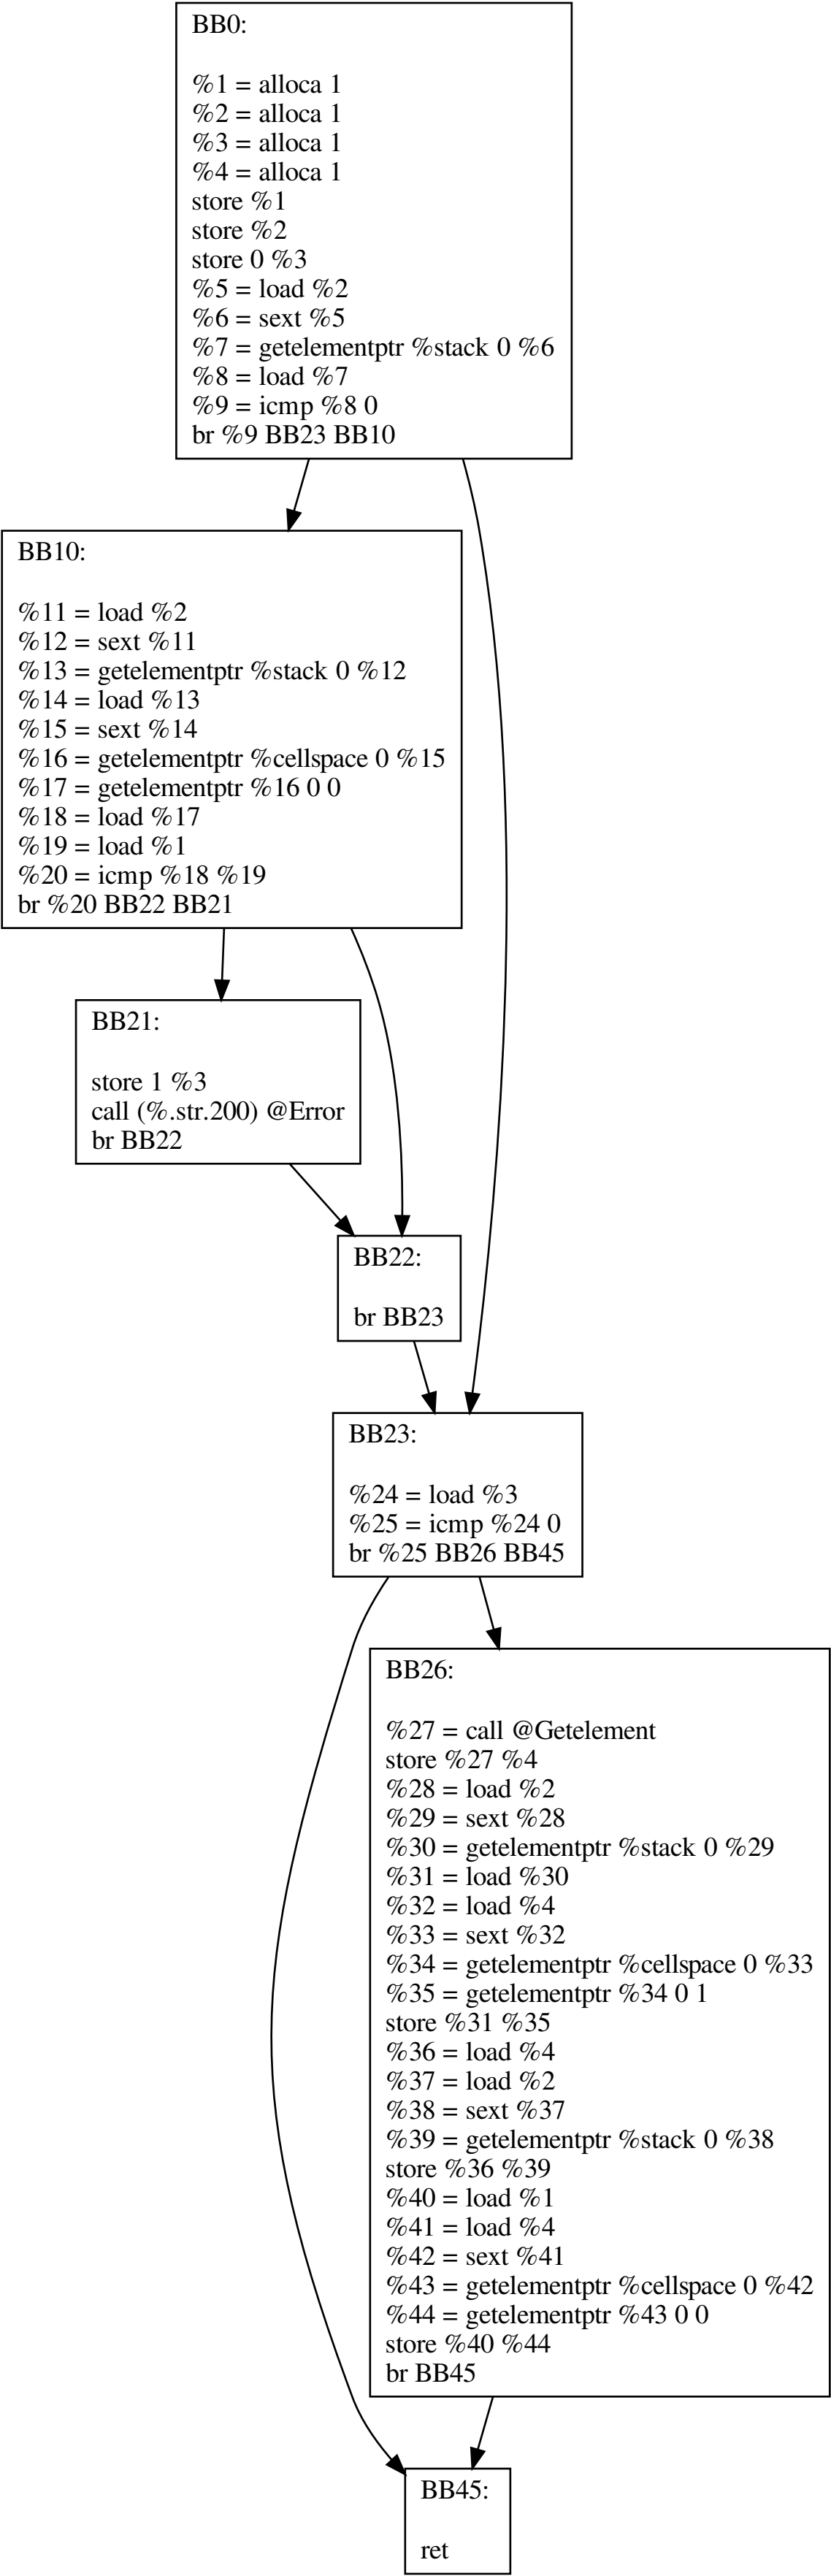 BB0:
%1 = alloca 1
%2 = alloca 1
%3 = alloca 1
%4 = alloca 1
store %1
store %2
store 0 %3
%5 = load %2
%6 = sext %5
%7 = getelementptr %stack 0 %6
%8 = load %7
%9 = icmp %8 0
br %9 BB23 BB10
BB10:
%11 = load %2
%12 = sext %11
%13 = getelementptr %stack 0 %12
%14 = load %13
%15 = sext %14
%16 = getelementptr %cellspace 0 %15
%17 = getelementptr %16 0 0
%18 = load %17
%19 = load %1
%20 = icmp %18 %19
br %20 BB22 BB21
BB21:
store 1 %3
call (%.str.200) @Error
br BB22
BB22:
br BB23
BB23:
%24 = load %3
%25 = icmp %24 0
br %25 BB26 BB45
BB26:
%27 = call @Getelement
store %27 %4
%28 = load %2
%29 = sext %28
%30 = getelementptr %stack 0 %29
%31 = load %30
%32 = load %4
%33 = sext %32
%34 = getelementptr %cellspace 0 %33
%35 = getelementptr %34 0 1
store %31 %35
%36 = load %4
%37 = load %2
%38 = sext %37
%39 = getelementptr %stack 0 %38
store %36 %39
%40 = load %1
%41 = load %4
%42 = sext %41
%43 = getelementptr %cellspace 0 %42
%44 = getelementptr %43 0 0
store %40 %44
br BB45
BB45:
ret